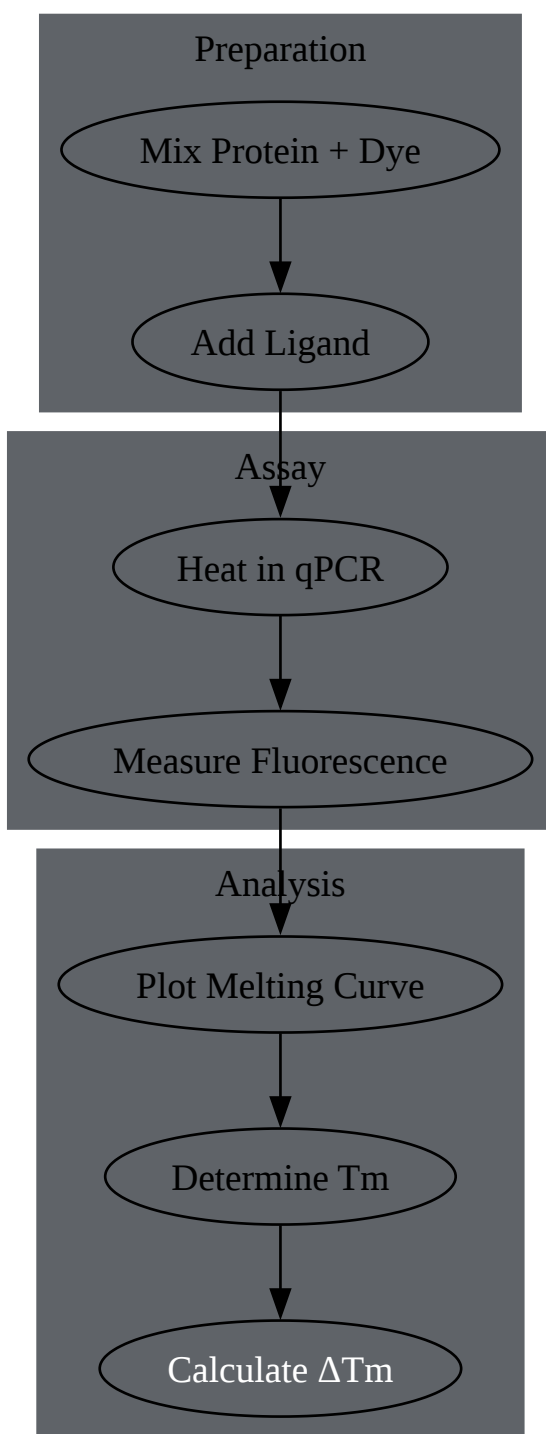 Preparation
Mix Protein + Dye
Add Ligand
Assay
Heat in qPCR
Measure Fluorescence
Analysis
Plot Melting Curve
Determine Tm
Calculate ΔTm